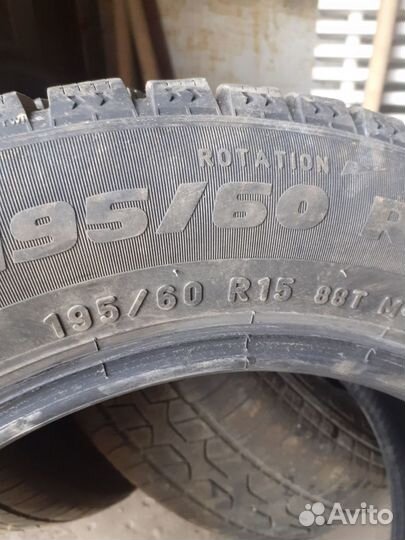 ROTATION
195/60 R
195/60 R15 88T M+
Avito